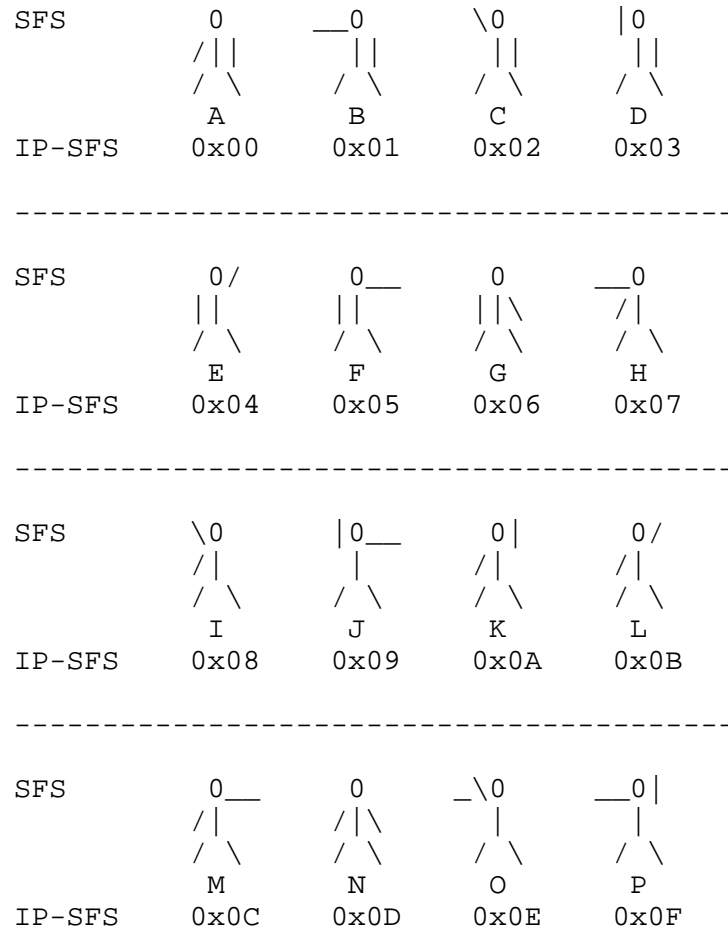 SFS          0      __0      \0      |0
            /||       ||      ||      ||
            / \      / \     / \     / \
             A        B       C       D
IP-SFS      0x00    0x01    0x02    0x03
-----------------------------------------
SFS          0/       0__     0      __0
            ||       ||      ||\      /|
            / \      / \     / \     / \
             E        F       G       H
IP-SFS      0x04    0x05    0x06    0x07
-----------------------------------------
SFS         \0       |0__     0|      0/
            /|        |      /|      /|
            / \      / \     / \     / \
             I        J       K       L
IP-SFS      0x08    0x09    0x0A    0x0B
-----------------------------------------
SFS          0__      0     _\0     __0|
            /|       /|\      |       |
            / \      / \     / \     / \
             M        N       O       P
IP-SFS      0x0C    0x0D    0x0E    0x0F